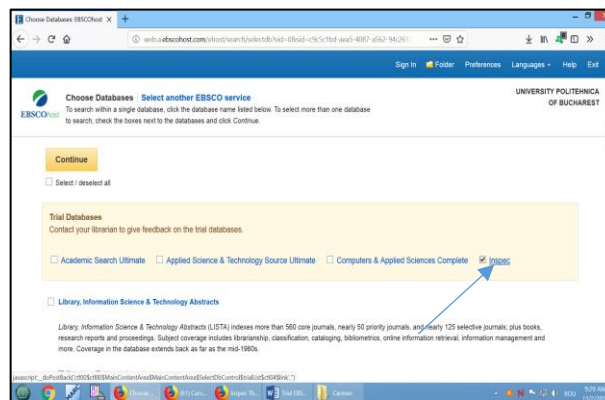 Choose Databases: EBSCOhost
web.a.ebscohost.com/ehost/search/selectdb?vid=0&sid=
Sign In Folder Preferences Languages Help Exit
EBSCOhost
Choose Databases Select another EBSCO service
To search within a single database, click the database name listed below. To select more than one database
to search, check the boxes next to the databases and click Continue.
UNIVERSITY POLITEHNICA
OF BUCHAREST
Continue
Select / deselect all
Trial Databases
Contact your librarian to give feedback on the trial databases.
Academic Search Ultimate Applied Science & Technology Source Ultimate Computers & Applied Sciences Complete Inspec
Library, Information Science & Technology Abstracts
Library, Information Science & Technology Abstracts (LISTA) indexes more than 560 core journals, nearly 50 priority journals, and nearly 125 selective journals; plus books,
research reports and proceedings. Subject coverage includes librarianship, classification, cataloging, bibliometrics, online information retrieval, information management and
more. Coverage in the database extends back as far as the mid-1960s.
Choose ... Inspec Th... Trial EBS... Carmen
ROU
9:29 AM